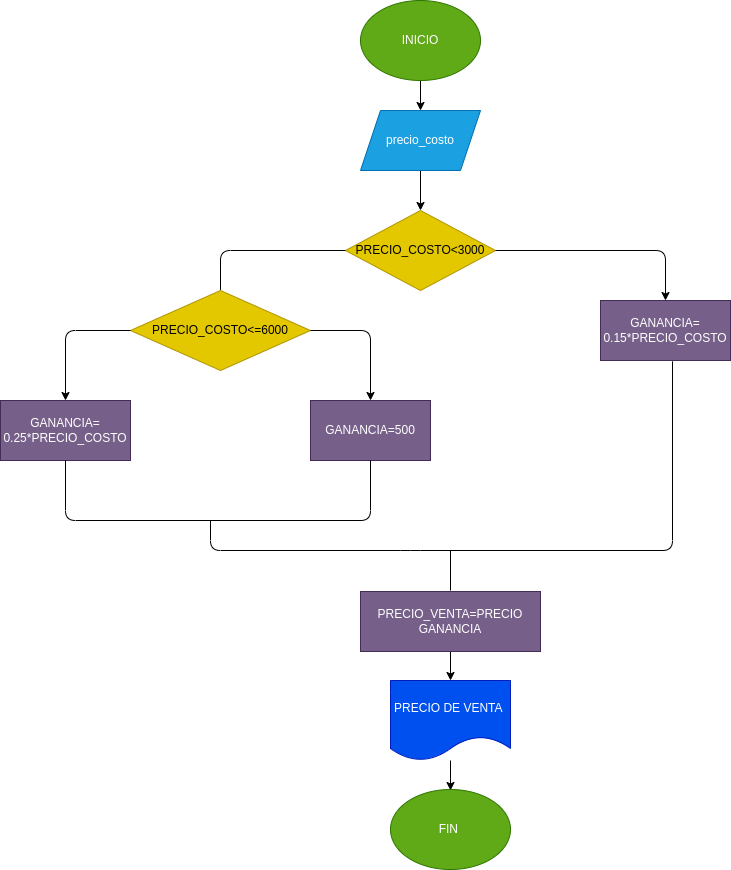 INICIO
precio_costo
PRECIO_COSTO<3000
PRECIO_COSTO<=6000
GANANCIA=
0.15*PRECIO_COSTO
GANANCIA=
0.25*PRECIO_COSTO
GANANCIA=500
PRECIO_VENTA=PRECIO
GANANCIA
PRECIO DE VENTA
FIN